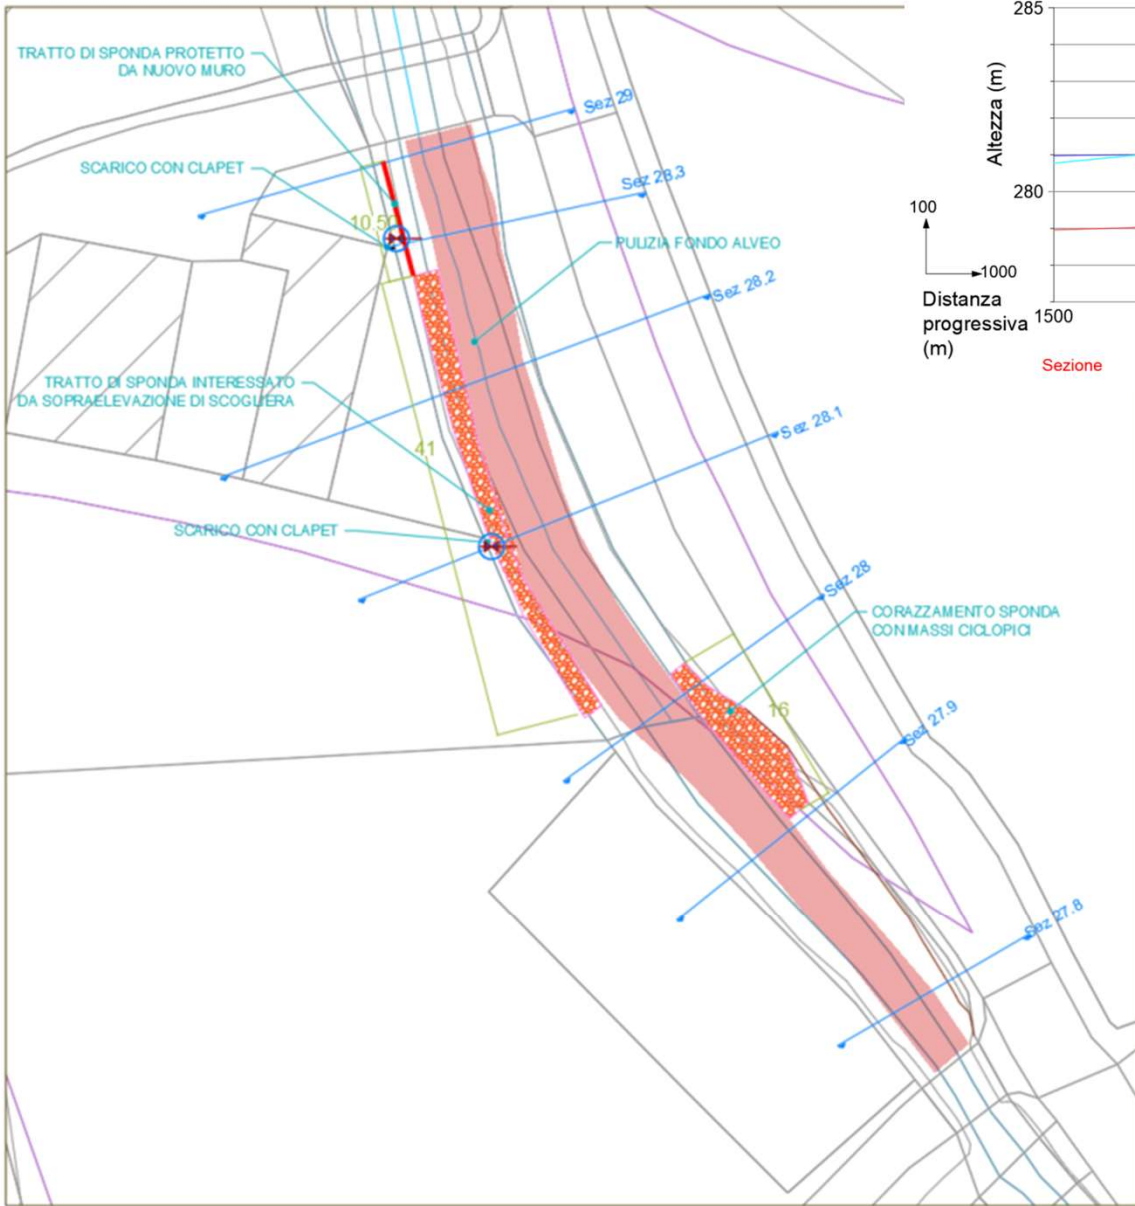 TRATTO DI SPONDA PROTETTO
DA NUOVO MURO
SCARICO CON CLAPET
10.50
Sez 29
Sez 28.3
PULIZIA FONDO ALVEO
Sez 28.2
TRATTO DI SPONDA INTERESSATO
DA SOPRAELEVAZIONE DI SCOGLIERA
41
Sez 28.1
SCARICO CON CLAPET
Sez 28
CORAZZAMENTO SPONDA
CON MASSI CICLOPICI
16
Sez 27.9
Sez 27.8
285
Altezza (m)
280
100
1000
Distanza
progressiva
(m)
1500
Sezione